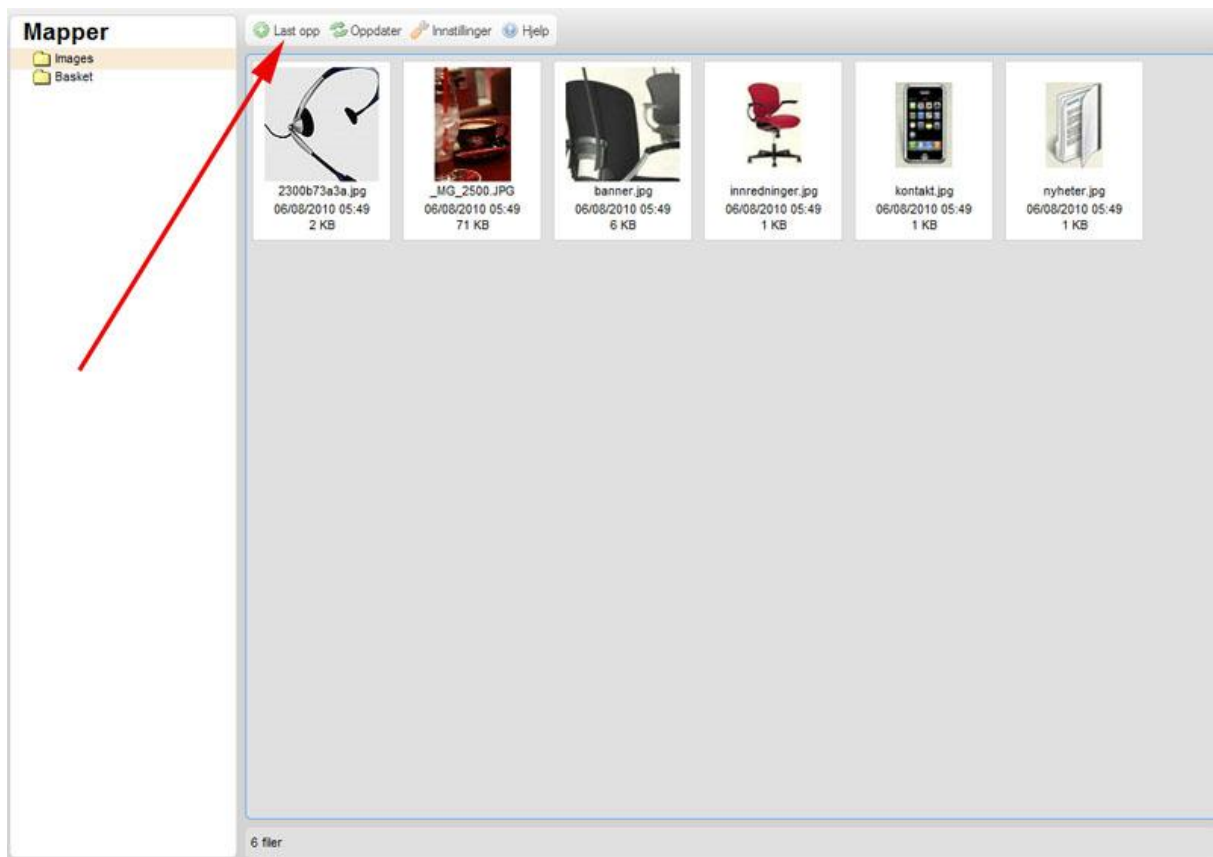 Mapper
Images
Basket
Last opp Oppdater Innstillinger Hjelp
2300b73a3a.jpg
06/08/2010 05:49
2 KB
_MG_2500.JPG
06/08/2010 05:49
71 KB
banner.jpg
06/08/2010 05:49
6 KB
innredninger.jpg
06/08/2010 05:49
1 KB
kontakt.jpg
06/08/2010 05:49
1 KB
nyheter.jpg
06/08/2010 05:49
1 KB
6 filer